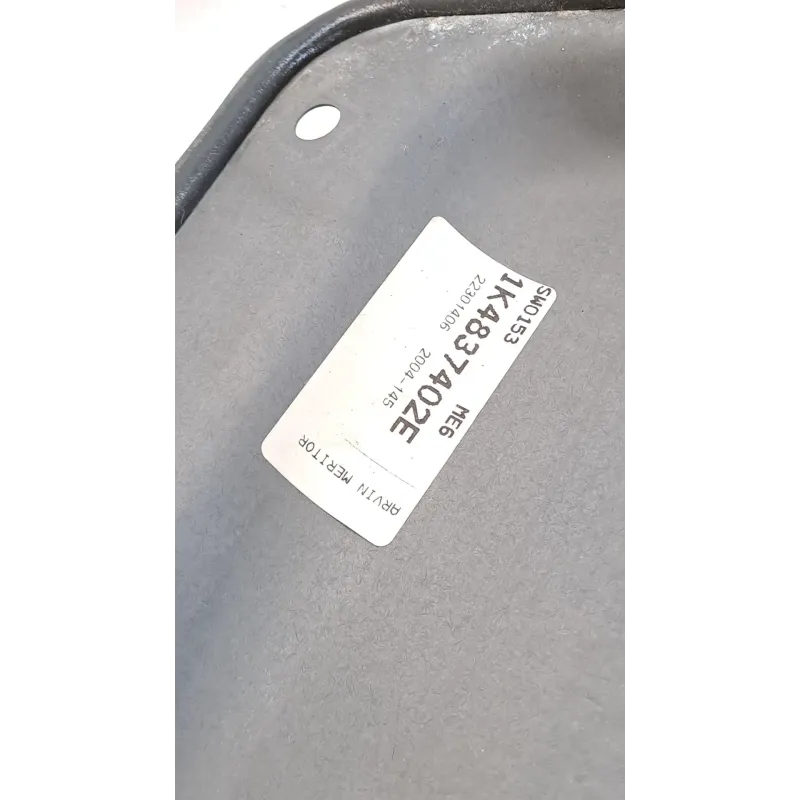 SW0153 ME6
1K4837402E
22301406 2004-145
ARVIN MERITOR